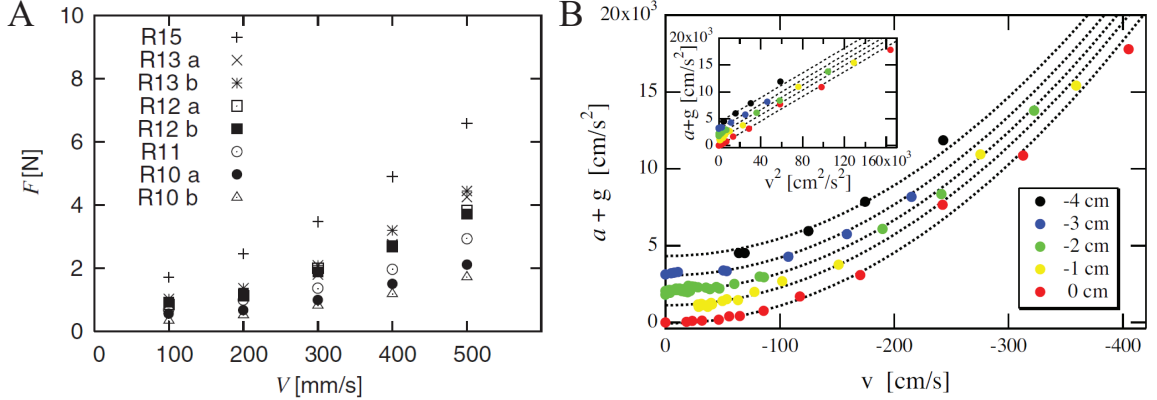 A
10
8
6
4
2
0
F [N]
R15
R13 a
R13 b
R12 a
R12 b
R11
R10 a
R10 b
0 100 200 300 400 500
V [mm/s]
B
20x10³
15
10
5
0
a + g [cm/s²]
0 -100 -200 -300 -400
v [cm/s]
20x10³
15
10
5
0
a+g [cm/s²]
0 40 80 120 160x10³
v² [cm²/s²]
-4 cm
-3 cm
-2 cm
-1 cm
0 cm